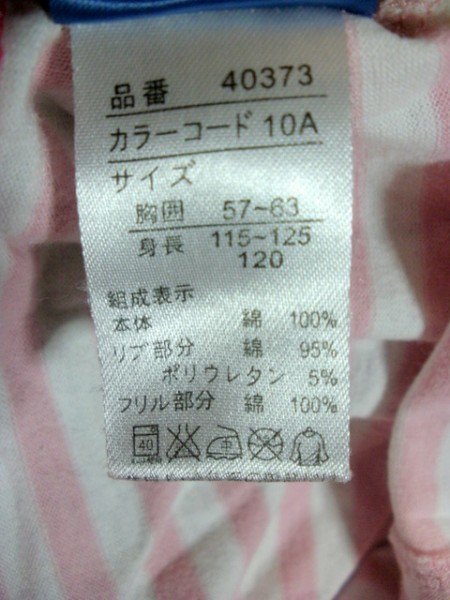 品番 40373
カラーコード 10A
サイズ
胸囲 57~63
身長 115~125
120
組成表示
本体 綿 100%
リブ部分 綿 95%
ポリウレタン 5%
フリル部分 綿 100%
40 中